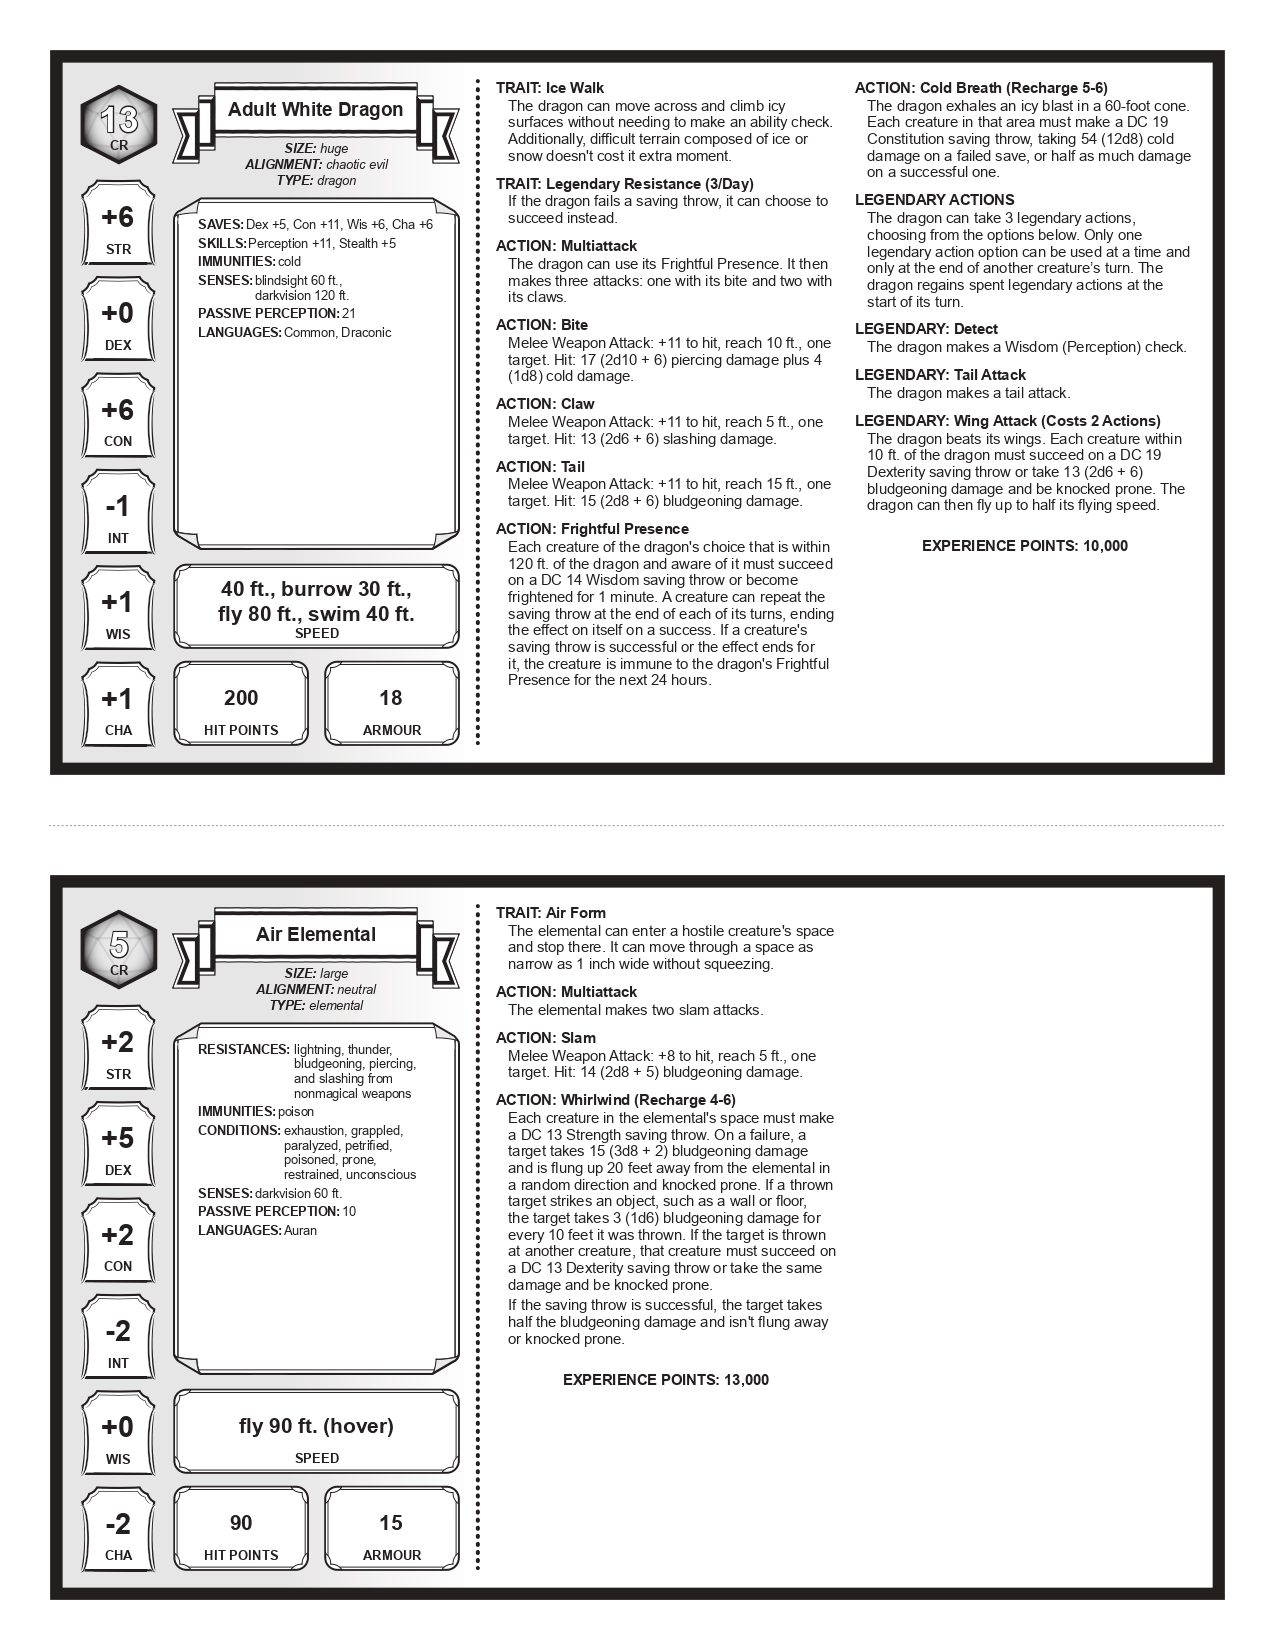 13
CR
Adult White Dragon
SIZE: huge
ALIGNMENT: chaotic evil
TYPE: dragon
+6
STR
+0
DEX
+6
CON
-1
INT
+1
WIS
+1
CHA
SAVES: Dex +5, Con +11, Wis +6, Cha +6
SKILLS: Perception +11, Stealth +5
IMMUNITIES: cold
SENSES: blindsight 60 ft.,
darkvision 120 ft.
PASSIVE PERCEPTION: 21
LANGUAGES: Common, Draconic
40 ft., burrow 30 ft.,
fly 80 ft., swim 40 ft.
SPEED
200
HIT POINTS
18
ARMOUR
TRAIT: Ice Walk
The dragon can move across and climb icy
surfaces without needing to make an ability check.
Additionally, difficult terrain composed of ice or
snow doesn't cost it extra moment.
TRAIT: Legendary Resistance (3/Day)
If the dragon fails a saving throw, it can choose to
succeed instead.
ACTION: Multiattack
The dragon can use its Frightful Presence. It then
makes three attacks: one with its bite and two with
its claws.
ACTION: Bite
Melee Weapon Attack: +11 to hit, reach 10 ft., one
target. Hit: 17 (2d10 + 6) piercing damage plus 4
(1d8) cold damage.
ACTION: Claw
Melee Weapon Attack: +11 to hit, reach 5 ft., one
target. Hit: 13 (2d6 + 6) slashing damage.
ACTION: Tail
Melee Weapon Attack: +11 to hit, reach 15 ft., one
target. Hit: 15 (2d8 + 6) bludgeoning damage.
ACTION: Frightful Presence
Each creature of the dragon's choice that is within
120 ft. of the dragon and aware of it must succeed
on a DC 14 Wisdom saving throw or become
frightened for 1 minute. A creature can repeat the
saving throw at the end of each of its turns, ending
the effect on itself on a success. If a creature's
saving throw is successful or the effect ends for
it, the creature is immune to the dragon's Frightful
Presence for the next 24 hours.
ACTION: Cold Breath (Recharge 5-6)
The dragon exhales an icy blast in a 60-foot cone.
Each creature in that area must make a DC 19
Constitution saving throw, taking 54 (12d8) cold
damage on a failed save, or half as much damage
on a successful one.
LEGENDARY ACTIONS
The dragon can take 3 legendary actions,
choosing from the options below. Only one
legendary action option can be used at a time and
only at the end of another creature’s turn. The
dragon regains spent legendary actions at the
start of its turn.
LEGENDARY: Detect
The dragon makes a Wisdom (Perception) check.
LEGENDARY: Tail Attack
The dragon makes a tail attack.
LEGENDARY: Wing Attack (Costs 2 Actions)
The dragon beats its wings. Each creature within
10 ft. of the dragon must succeed on a DC 19
Dexterity saving throw or take 13 (2d6 + 6)
bludgeoning damage and be knocked prone. The
dragon can then fly up to half its flying speed.
EXPERIENCE POINTS: 10,000
5
CR
Air Elemental
SIZE: large
ALIGNMENT: neutral
TYPE: elemental
+2
STR
+5
DEX
+2
CON
-2
INT
+0
WIS
-2
CHA
RESISTANCES: lightning, thunder,
bludgeoning, piercing,
and slashing from
nonmagical weapons
IMMUNITIES: poison
CONDITIONS: exhaustion, grappled,
paralyzed, petrified,
poisoned, prone,
restrained, unconscious
SENSES: darkvision 60 ft.
PASSIVE PERCEPTION: 10
LANGUAGES: Auran
fly 90 ft. (hover)
SPEED
90
HIT POINTS
15
ARMOUR
TRAIT: Air Form
The elemental can enter a hostile creature's space
and stop there. It can move through a space as
narrow as 1 inch wide without squeezing.
ACTION: Multiattack
The elemental makes two slam attacks.
ACTION: Slam
Melee Weapon Attack: +8 to hit, reach 5 ft., one
target. Hit: 14 (2d8 + 5) bludgeoning damage.
ACTION: Whirlwind (Recharge 4-6)
Each creature in the elemental's space must make
a DC 13 Strength saving throw. On a failure, a
target takes 15 (3d8 + 2) bludgeoning damage
and is flung up 20 feet away from the elemental in
a random direction and knocked prone. If a thrown
target strikes an object, such as a wall or floor,
the target takes 3 (1d6) bludgeoning damage for
every 10 feet it was thrown. If the target is thrown
at another creature, that creature must succeed on
a DC 13 Dexterity saving throw or take the same
damage and be knocked prone.
If the saving throw is successful, the target takes
half the bludgeoning damage and isn't flung away
or knocked prone.
EXPERIENCE POINTS: 13,000